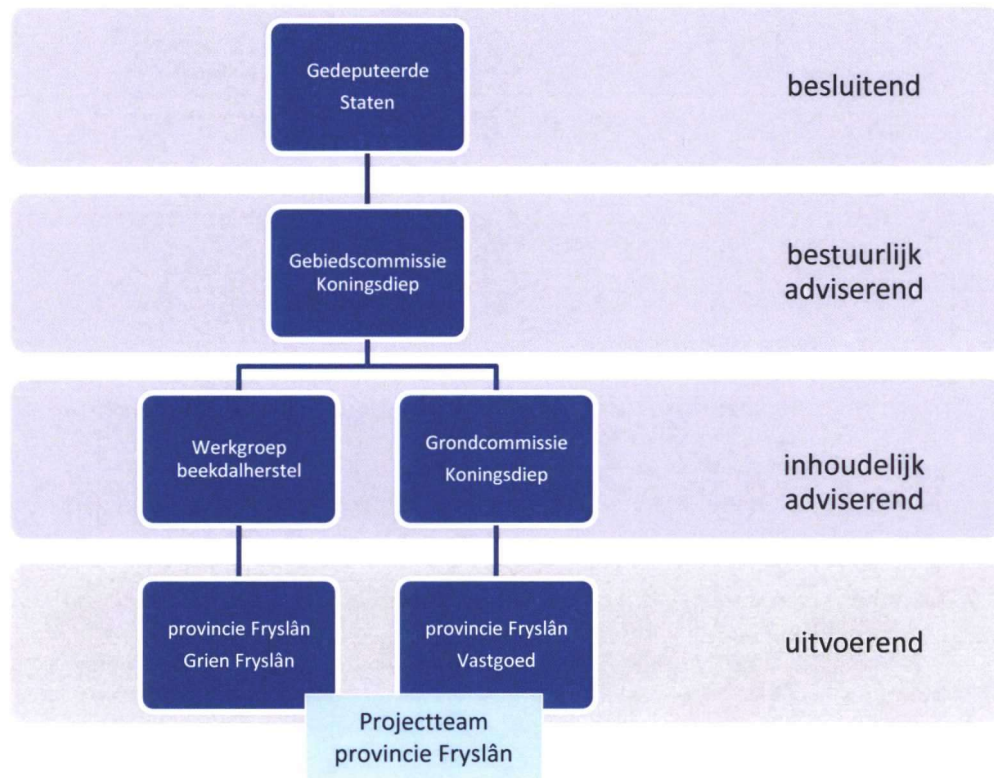 Gedeputeerde
Staten
besluitend
Gebiedscommissie
Koningsdiep
bestuurlijk
adviserend
Werkgroep
beekdalherstel
Grondcommissie
Koningsdiep
inhoudelijk
adviserend
provincie Fryslân
Grien Fryslân
provincie Fryslân
Vastgoed
uitvoerend
Projectteam
provincie Fryslân